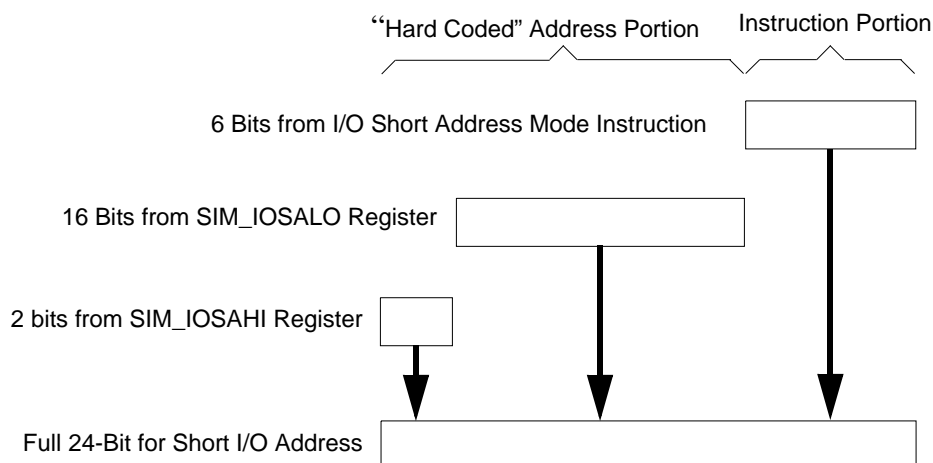 “Hard Coded” Address Portion
Instruction Portion
6 Bits from I/O Short Address Mode Instruction
16 Bits from SIM_IOSALO Register
2 bits from SIM_IOSAHI Register
Full 24-Bit for Short I/O Address